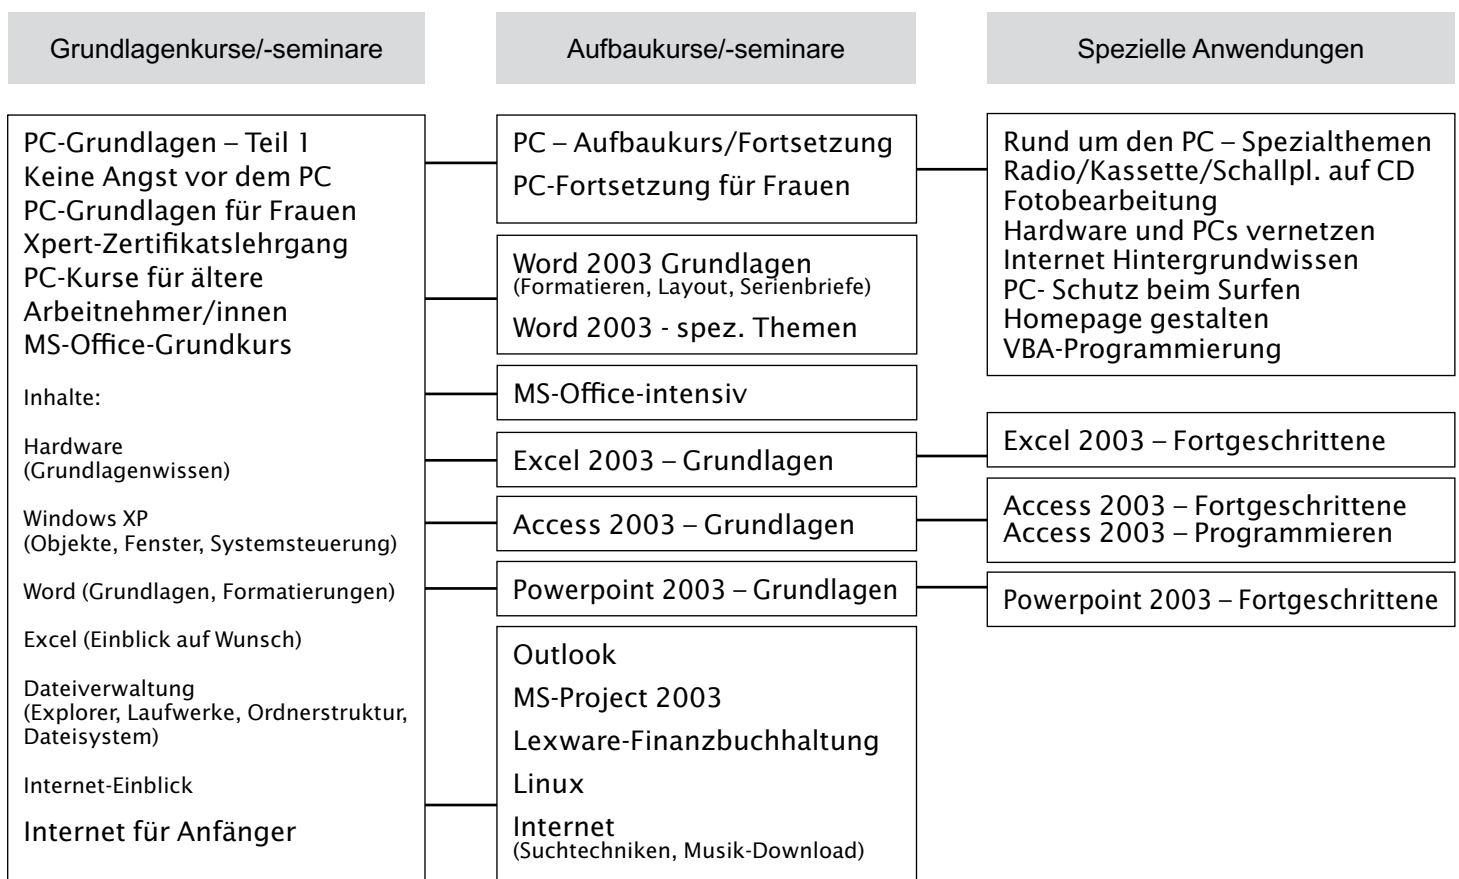 Grundlagenkurse/-seminare
Aufbaukurse/-seminare
Spezielle Anwendungen
PC-Grundlagen – Teil 1
Keine Angst vor dem PC
PC-Grundlagen für Frauen
Xpert-Zertifikatslehrgang
PC-Kurse für ältere
Arbeitnehmer/innen
MS-Office-Grundkurs
Inhalte:
Hardware
(Grundlagenwissen)
Windows XP
(Objekte, Fenster, Systemsteuerung)
Word (Grundlagen, Formatierungen)
Excel (Einblick auf Wunsch)
Dateiverwaltung
(Explorer, Laufwerke, Ordnerstruktur,
Dateisystem)
Internet-Einblick
Internet für Anfänger
PC – Aufbaukurs/Fortsetzung
PC-Fortsetzung für Frauen
Word 2003 Grundlagen
(Formatieren, Layout, Serienbriefe)
Word 2003 - spez. Themen
MS-Office-intensiv
Excel 2003 – Grundlagen
Access 2003 – Grundlagen
Powerpoint 2003 – Grundlagen
Outlook
MS-Project 2003
Lexware-Finanzbuchhaltung
Linux
Internet
(Suchtechniken, Musik-Download)
Rund um den PC – Spezialthemen
Radio/Kassette/Schallpl. auf CD
Fotobearbeitung
Hardware und PCs vernetzen
Internet Hintergrundwissen
PC- Schutz beim Surfen
Homepage gestalten
VBA-Programmierung
Excel 2003 – Fortgeschrittene
Access 2003 – Fortgeschrittene
Access 2003 – Programmieren
Powerpoint 2003 – Fortgeschrittene